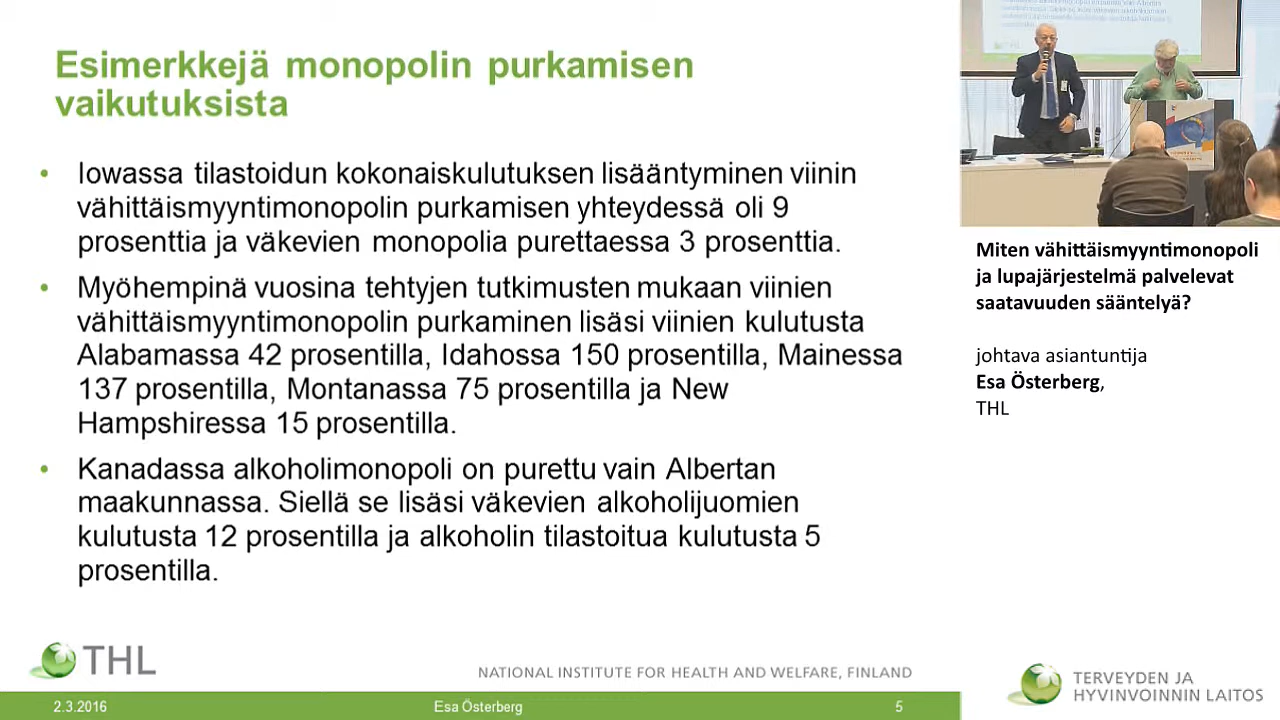 Esimerkkejä monopolin purkamisen
vaikutuksista
• Iowassa tilastoidun kokonaiskulutuksen lisääntyminen viinin
vähittäismyyntimonopolin purkamisen yhteydessä oli 9
prosenttia ja väkevien monopolia purettaessa 3 prosenttia.
• Myöhempinä vuosina tehtyjen tutkimusten mukaan viinien
vähittäismyyntimonopolin purkaminen lisäsi viinien kulutusta
Alabamassa 42 prosentilla, Idahossa 150 prosentilla, Mainessa
137 prosentilla, Montanassa 75 prosentilla ja New
Hampshiressa 15 prosentilla.
• Kanadassa alkoholimonopoli on purettu vain Albertan
maakunnassa. Siellä se lisäsi väkevien alkoholijuomien
kulutusta 12 prosentilla ja alkoholin tilastoitua kulutusta 5
prosentilla.
THL
NATIONAL INSTITUTE FOR HEALTH AND WELFARE, FINLAND
2.3.2016 Esa Österberg 5
THL
Miten vähittäismyyntimonopoli
ja lupajärjestelmä palvelevat
saatavuuden sääntelyä?
johtava asiantuntija
Esa Österberg,
THL
TERVEYDEN JA
HYVINVOINNIN LAITOS